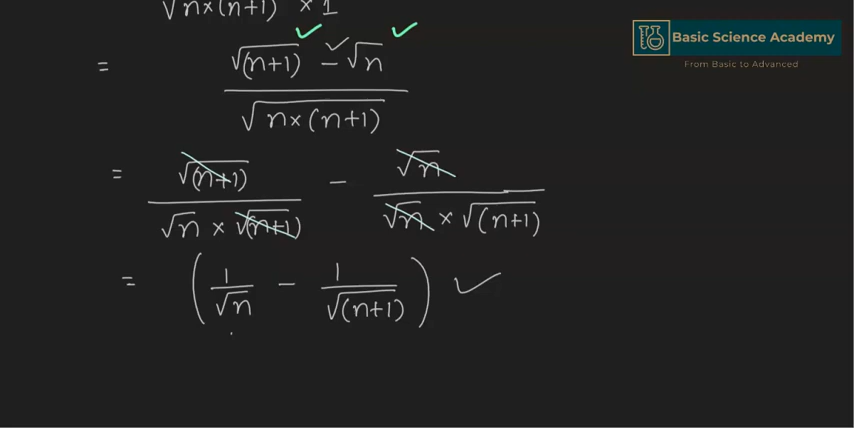 √n×(n+1) × 1
Basic Science Academy
From Basic to Advanced
= √(n+1) − √n
√n×(n+1)
= √(n+1) − √n
√n × √(n+1) √n × √(n+1)
= (1/√n − 1/√(n+1))